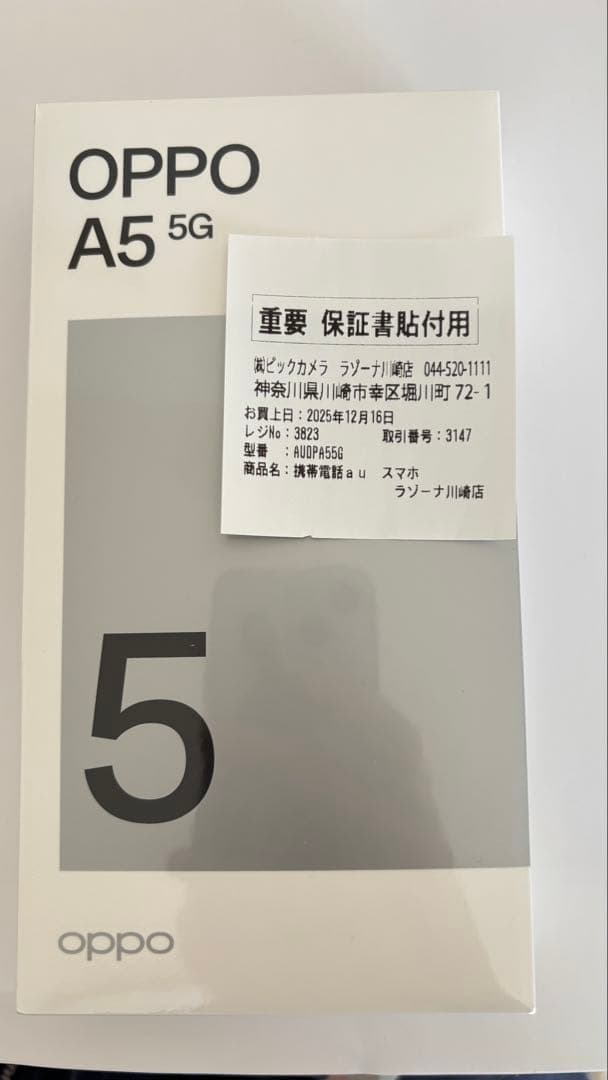 OPPO
A5 5G
重要 保証書貼付用
㈱ビックカメラ ラゾーナ川崎店 044-520-1111
神奈川県川崎市幸区堀川町72-1
お買上日：2025年12月16日
レジNo：3823 取引番号：3147
型番 ：AUOPA55G
商品名：携帯電話ａｕ スマホ
ラゾーナ川崎店
5
oppo